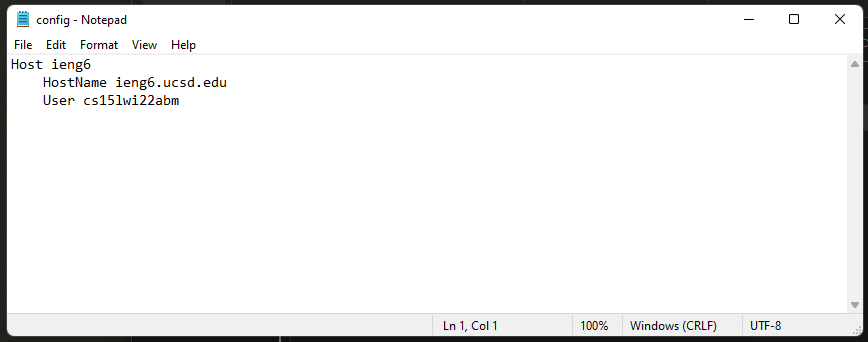 config - Notepad
File Edit Format View Help
Host ieng6
    HostName ieng6.ucsd.edu
    User cs15lwi22abm
Ln 1, Col 1 100% Windows (CRLF) UTF-8